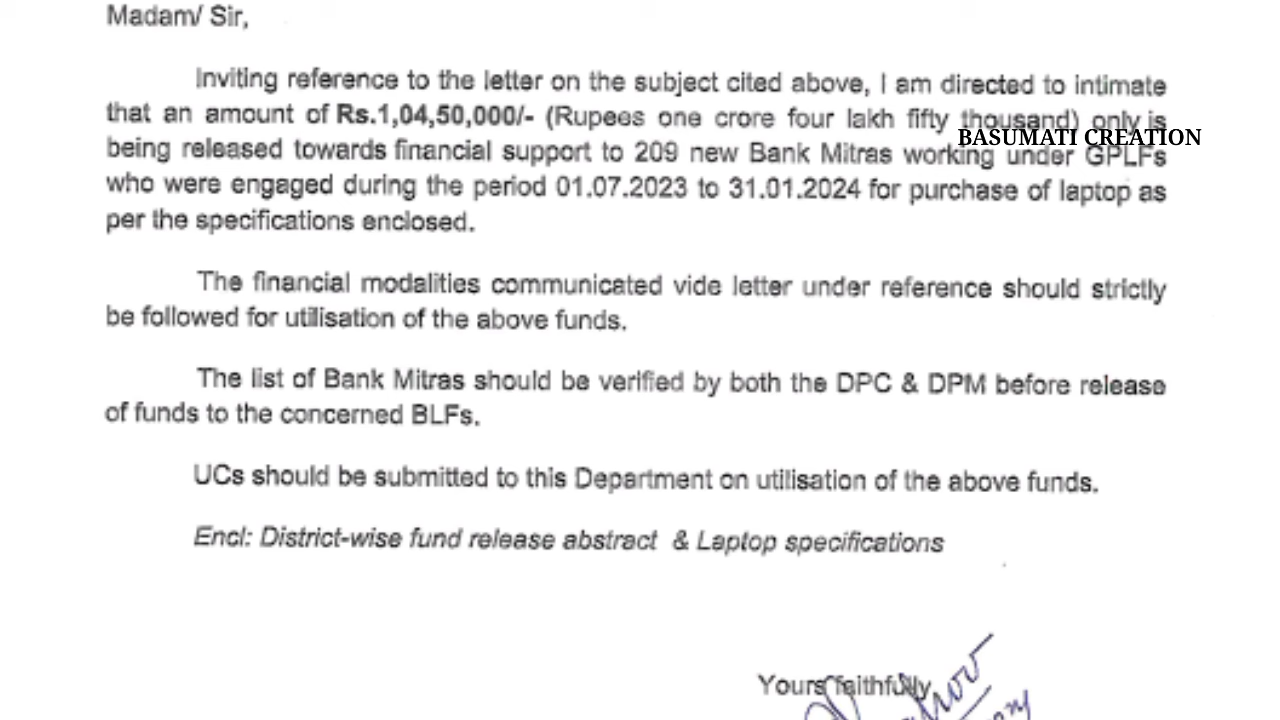 Madam/ Sir,
Inviting reference to the letter on the subject cited above, I am directed to intimate
that an amount of Rs.1,04,50,000/- (Rupees one crore four lakh fifty thousand) only is
BASUMATI CREATION
being released towards financial support to 209 new Bank Mitras working under GPLFs
who were engaged during the period 01.07.2023 to 31.01.2024 for purchase of laptop as
per the specifications enclosed.
The financial modalities communicated vide letter under reference should strictly
be followed for utilisation of the above funds.
The list of Bank Mitras should be verified by both the DPC & DPM before release
of funds to the concerned BLFs.
UCs should be submitted to this Department on utilisation of the above funds.
Encl: District-wise fund release abstract & Laptop specifications
Yours faithfully